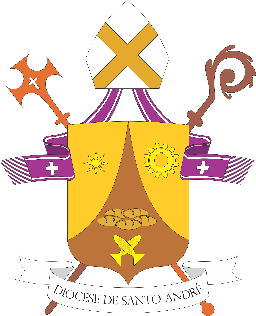 DIOCESE DE SANTO ANDRÉ